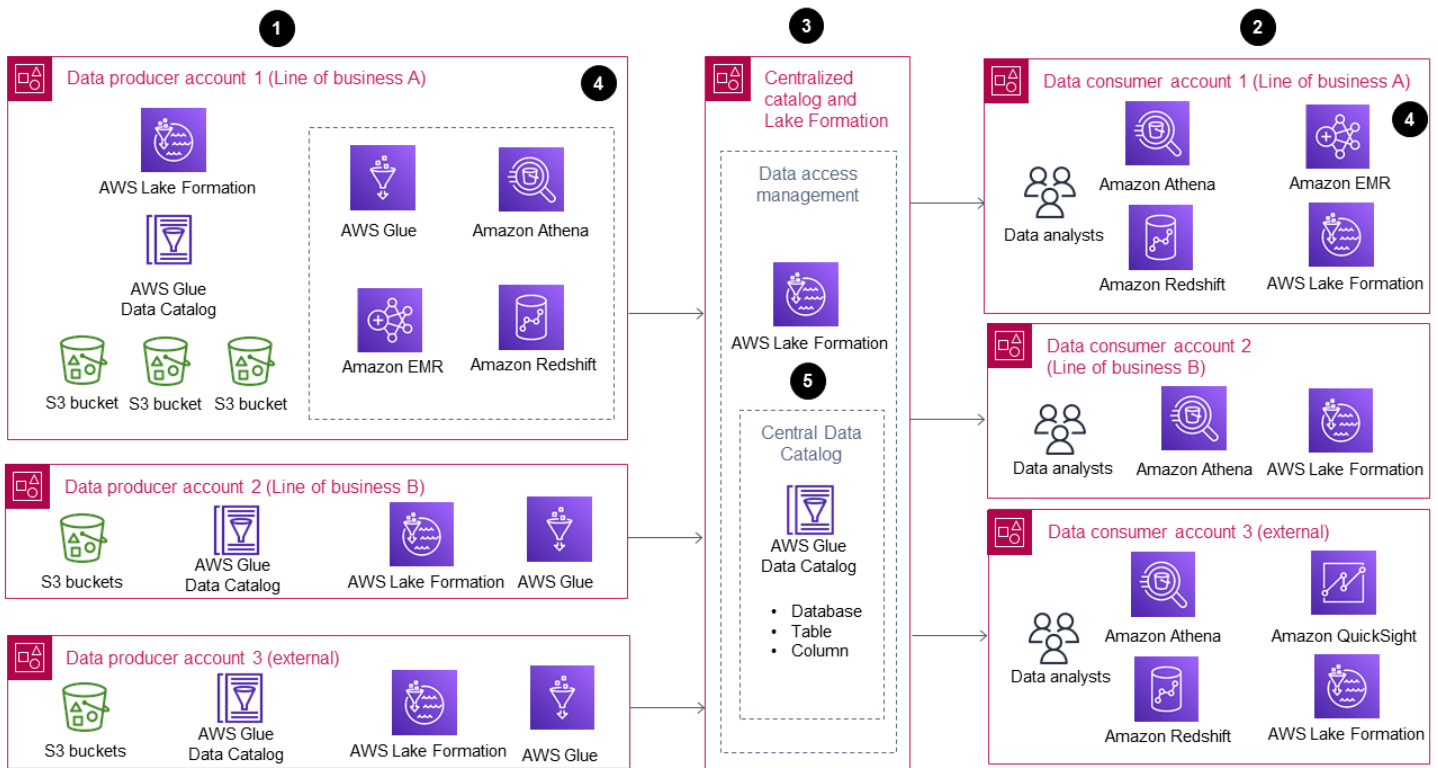 1
3
2
Data producer account 1 (Line of business A)
4
AWS Lake Formation
AWS Glue
Data Catalog
S3 bucket
S3 bucket
S3 bucket
AWS Glue
Amazon Athena
Amazon EMR
Amazon Redshift
Data producer account 2 (Line of business B)
S3 buckets
AWS Glue
Data Catalog
AWS Lake Formation
AWS Glue
Data producer account 3 (external)
S3 buckets
AWS Glue
Data Catalog
AWS Lake Formation
AWS Glue
Centralized
catalog and
Lake Formation
Data access
management
AWS Lake Formation
5
Central Data
Catalog
AWS Glue
Data Catalog
• Database
• Table
• Column
Data consumer account 1 (Line of business A)
4
Data analysts
Amazon Athena
Amazon EMR
Amazon Redshift
AWS Lake Formation
Data consumer account 2
(Line of business B)
Data analysts
Amazon Athena
AWS Lake Formation
Data consumer account 3 (external)
Data analysts
Amazon Athena
Amazon QuickSight
Amazon Redshift
AWS Lake Formation